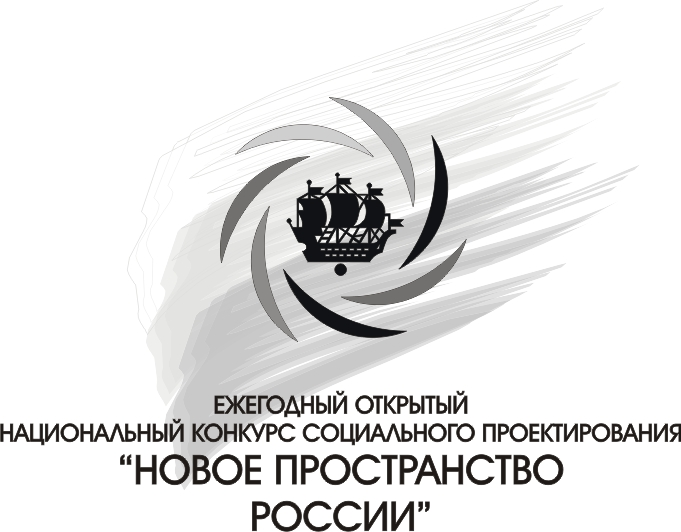 ЕЖЕГОДНЫЙ ОТКРЫТЫЙ
НАЦИОНАЛЬНЫЙ КОНКУРС СОЦИАЛЬНОГО ПРОЕКТИРОВАНИЯ
“НОВОЕ ПРОСТРАНСТВО
РОССИИ”